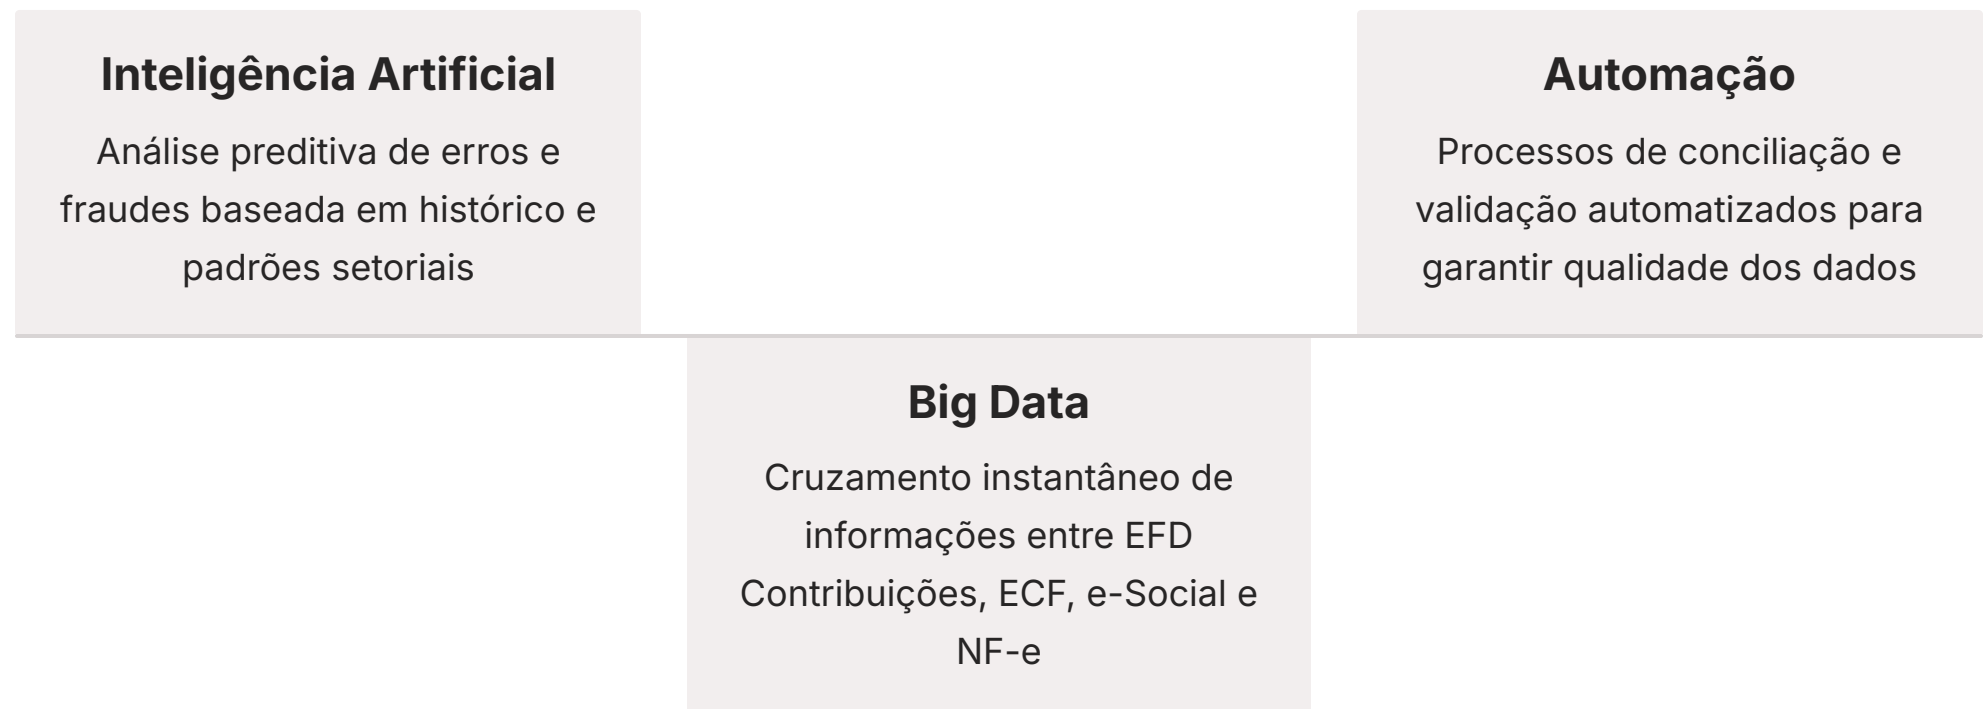 Inteligência Artificial
Análise preditiva de erros e
fraudes baseada em histórico e
padrões setoriais
Big Data
Cruzamento instantâneo de
informações entre EFD
Contribuições, ECF, e-Social e
NF-e
Automação
Processos de conciliação e
validação automatizados para
garantir qualidade dos dados